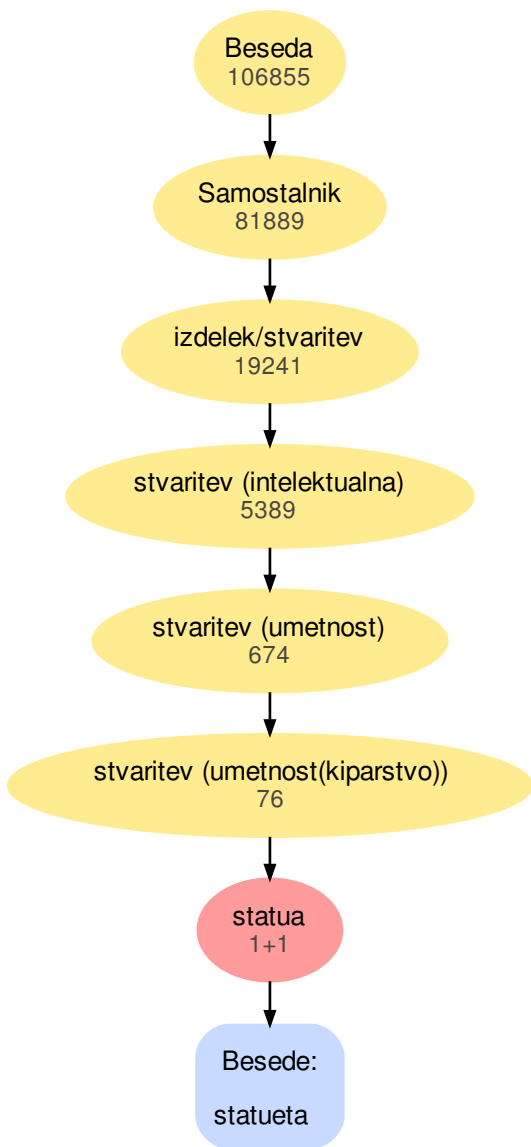 Beseda
106855
Samostalnik
81889
izdelek/stvaritev
19241
stvaritev (intelektualna)
5389
stvaritev (umetnost)
674
stvaritev (umetnost(kiparstvo))
76
statua
1+1
Besede:
statueta